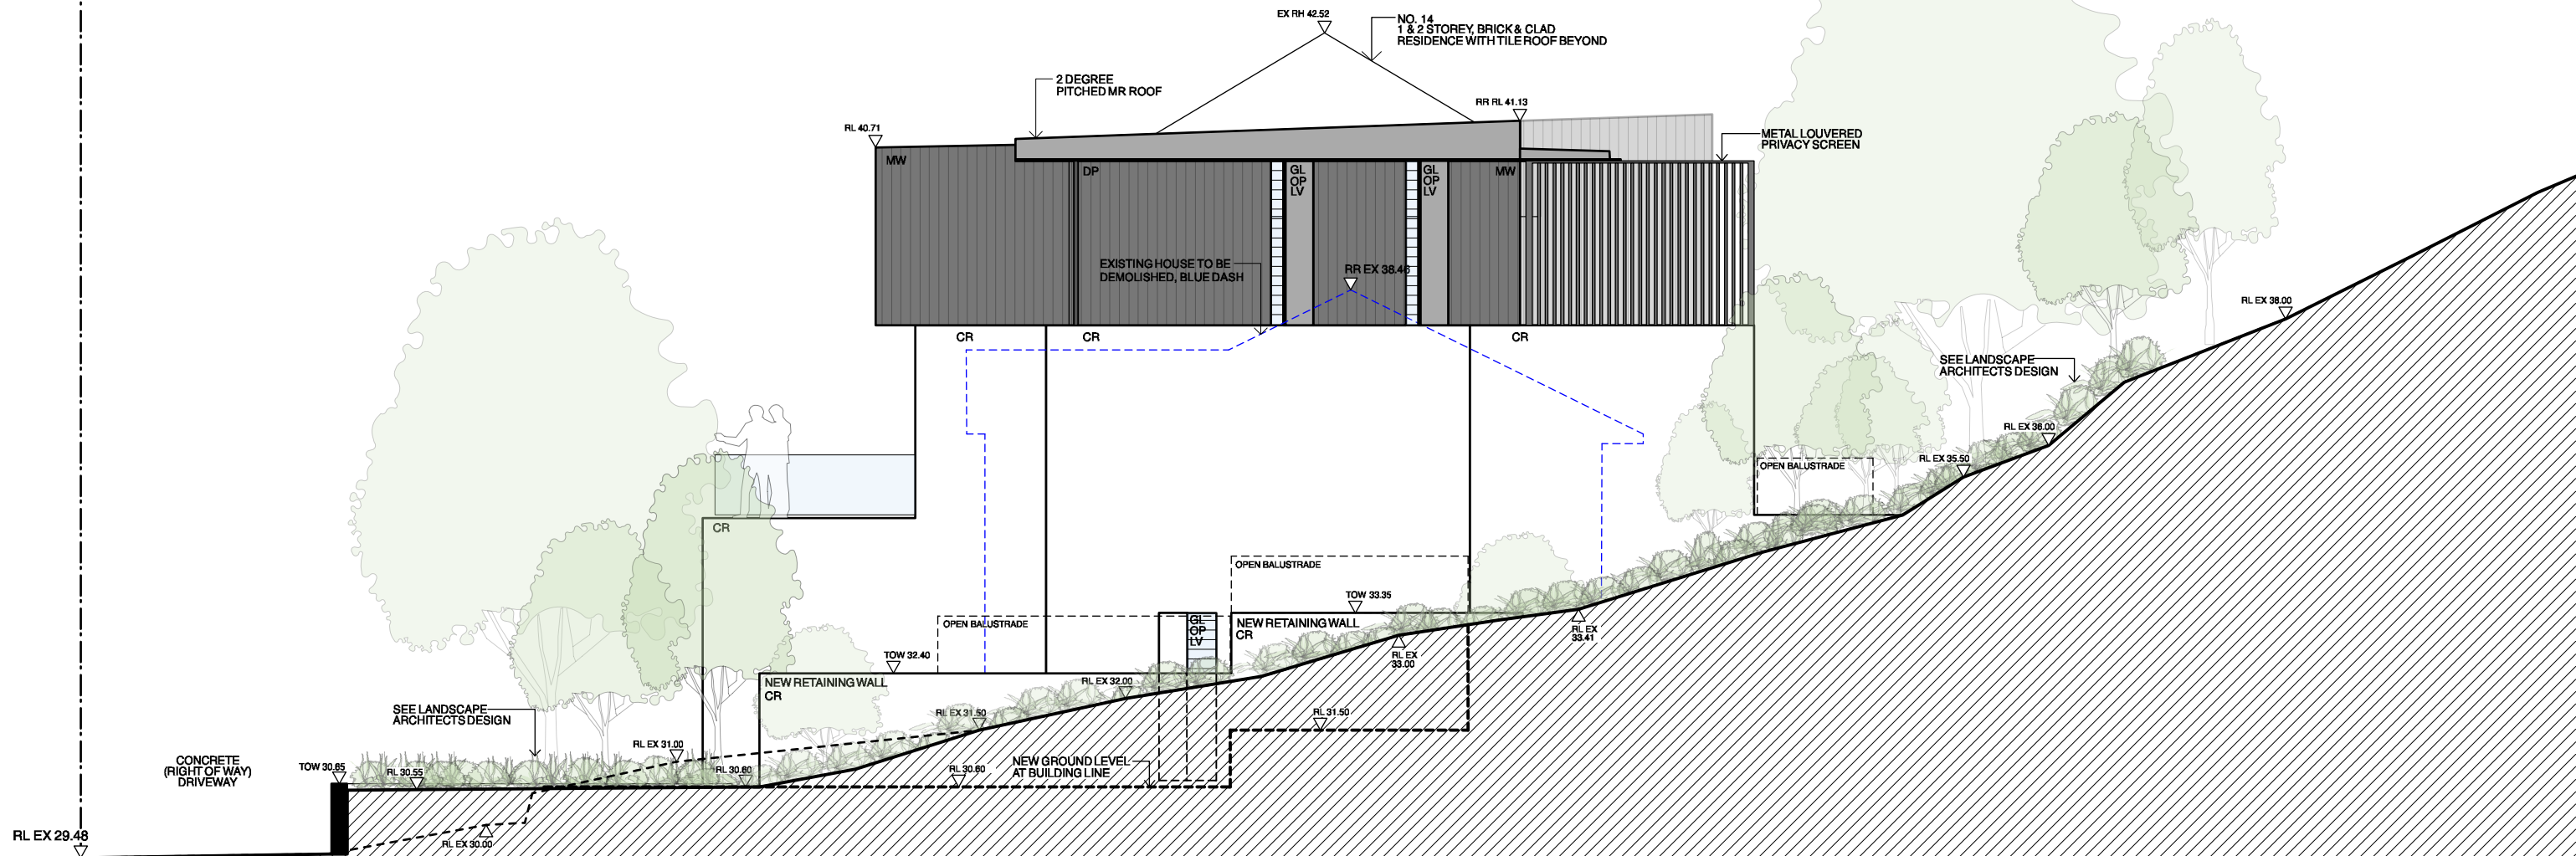 EX RH 42.52
NO. 14
1 & 2 STOREY, BRICK & CLAD
RESIDENCE WITH TILE ROOF BEYOND
2 DEGREE
PITCHED MR ROOF
RR RL 41.13
RL 40.71
METAL LOUVERED
PRIVACY SCREEN
MW
DP
GL
OP
LV
GL
OP
LV
MW
EXISTING HOUSE TO BE
DEMOLISHED, BLUE DASH
RR EX 38.46
RL EX 38.00
CR
CR
CR
SEE LANDSCAPE
ARCHITECTS DESIGN
RL EX 36.00
RL EX 35.50
OPEN BALUSTRADE
CR
OPEN BALUSTRADE
TOW 33.35
OPEN BALUSTRADE
GL
OP
LV
NEW RETAINING WALL
CR
RL EX
33.41
RL EX
33.00
TOW 32.40
NEW RETAINING WALL
CR
RL EX 32.00
SEE LANDSCAPE
ARCHITECTS DESIGN
RL EX 31.50
RL 31.50
RL EX 31.00
CONCRETE
(RIGHT OF WAY)
DRIVEWAY
TOW 30.65
RL 30.55
RL 30.60
RL 30.60
NEW GROUND LEVEL
AT BUILDING LINE
RL EX 29.48
RL EX 30.00